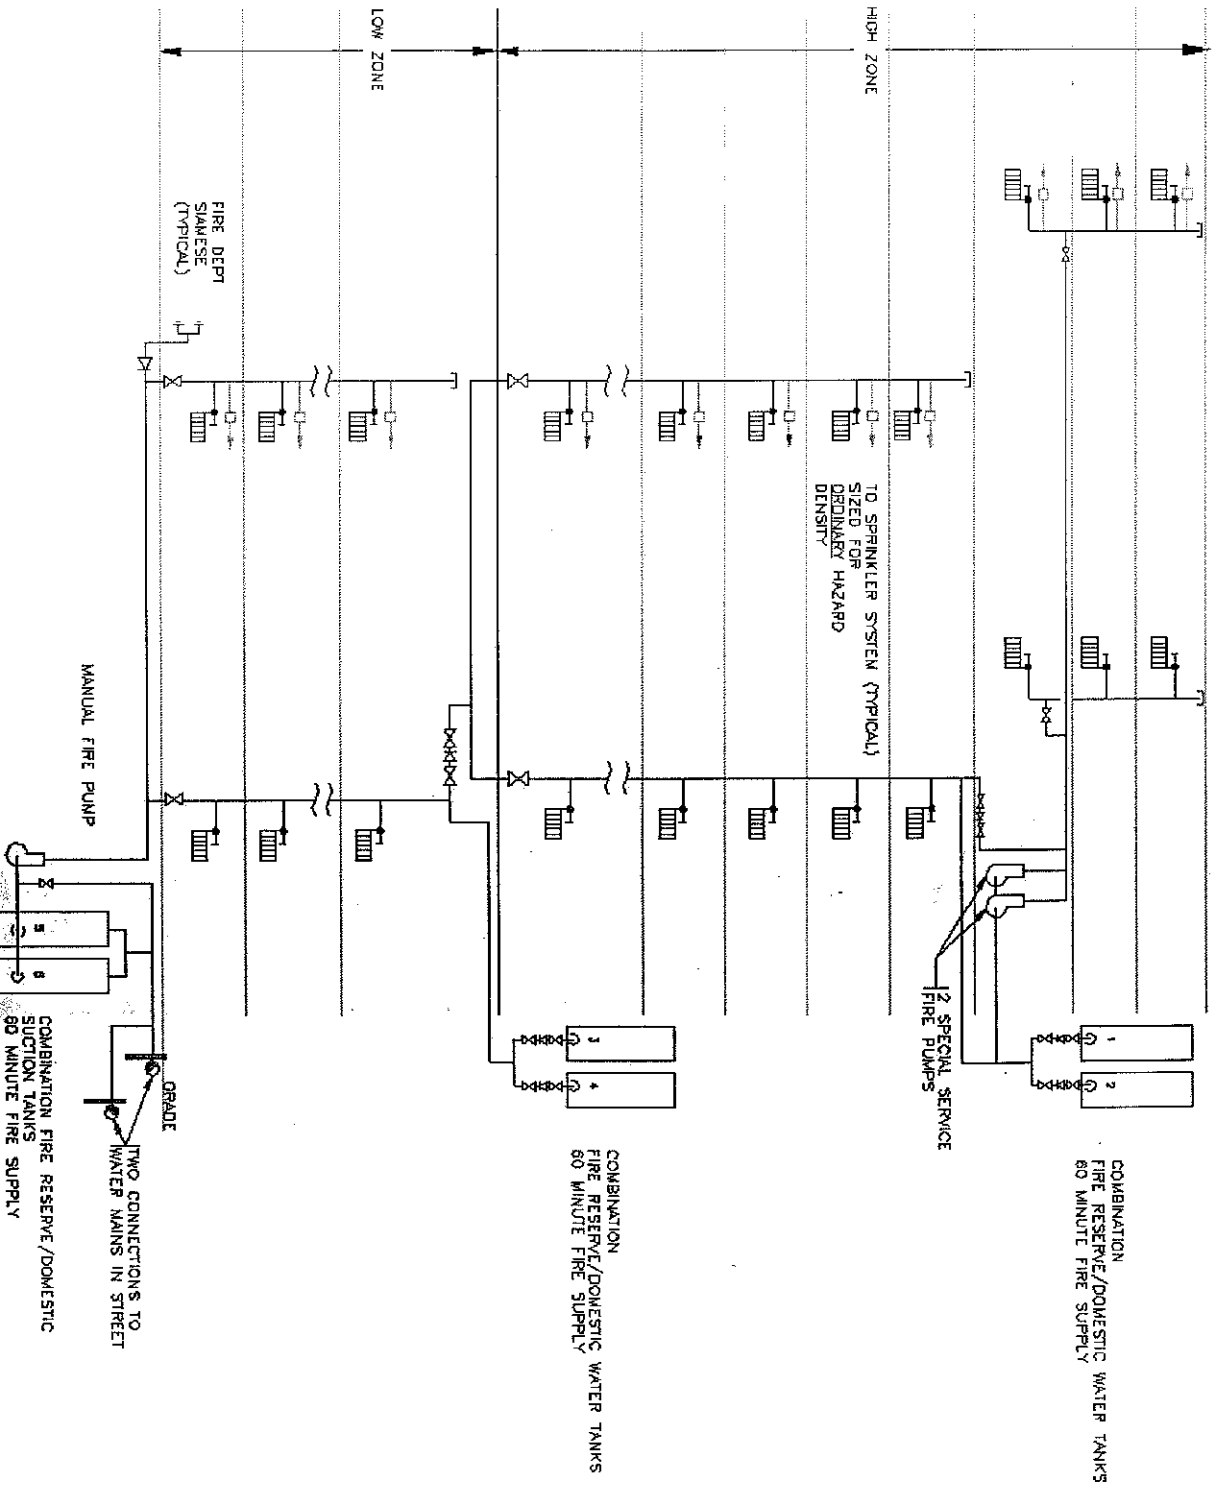 HIGH ZONE
LOW ZONE
1
2
COMBINATION
FIRE RESERVE/DOMESTIC WATER TANKS
60 MINUTE FIRE SUPPLY
2 SPECIAL SERVICE
FIRE PUMPS
TO SPRINKLER SYSTEM (TYPICAL)
SIZED FOR
ORDINARY HAZARD
DENSITY
3
4
COMBINATION
FIRE RESERVE/DOMESTIC WATER TANKS
60 MINUTE FIRE SUPPLY
FIRE DEPT
SIAMESE
(TYPICAL)
GRADE
TWO CONNECTIONS TO
WATER MAINS IN STREET
MANUAL FIRE PUMP
5
6
COMBINATION FIRE RESERVE/DOMESTIC
SUCTION TANKS
60 MINUTE FIRE SUPPLY